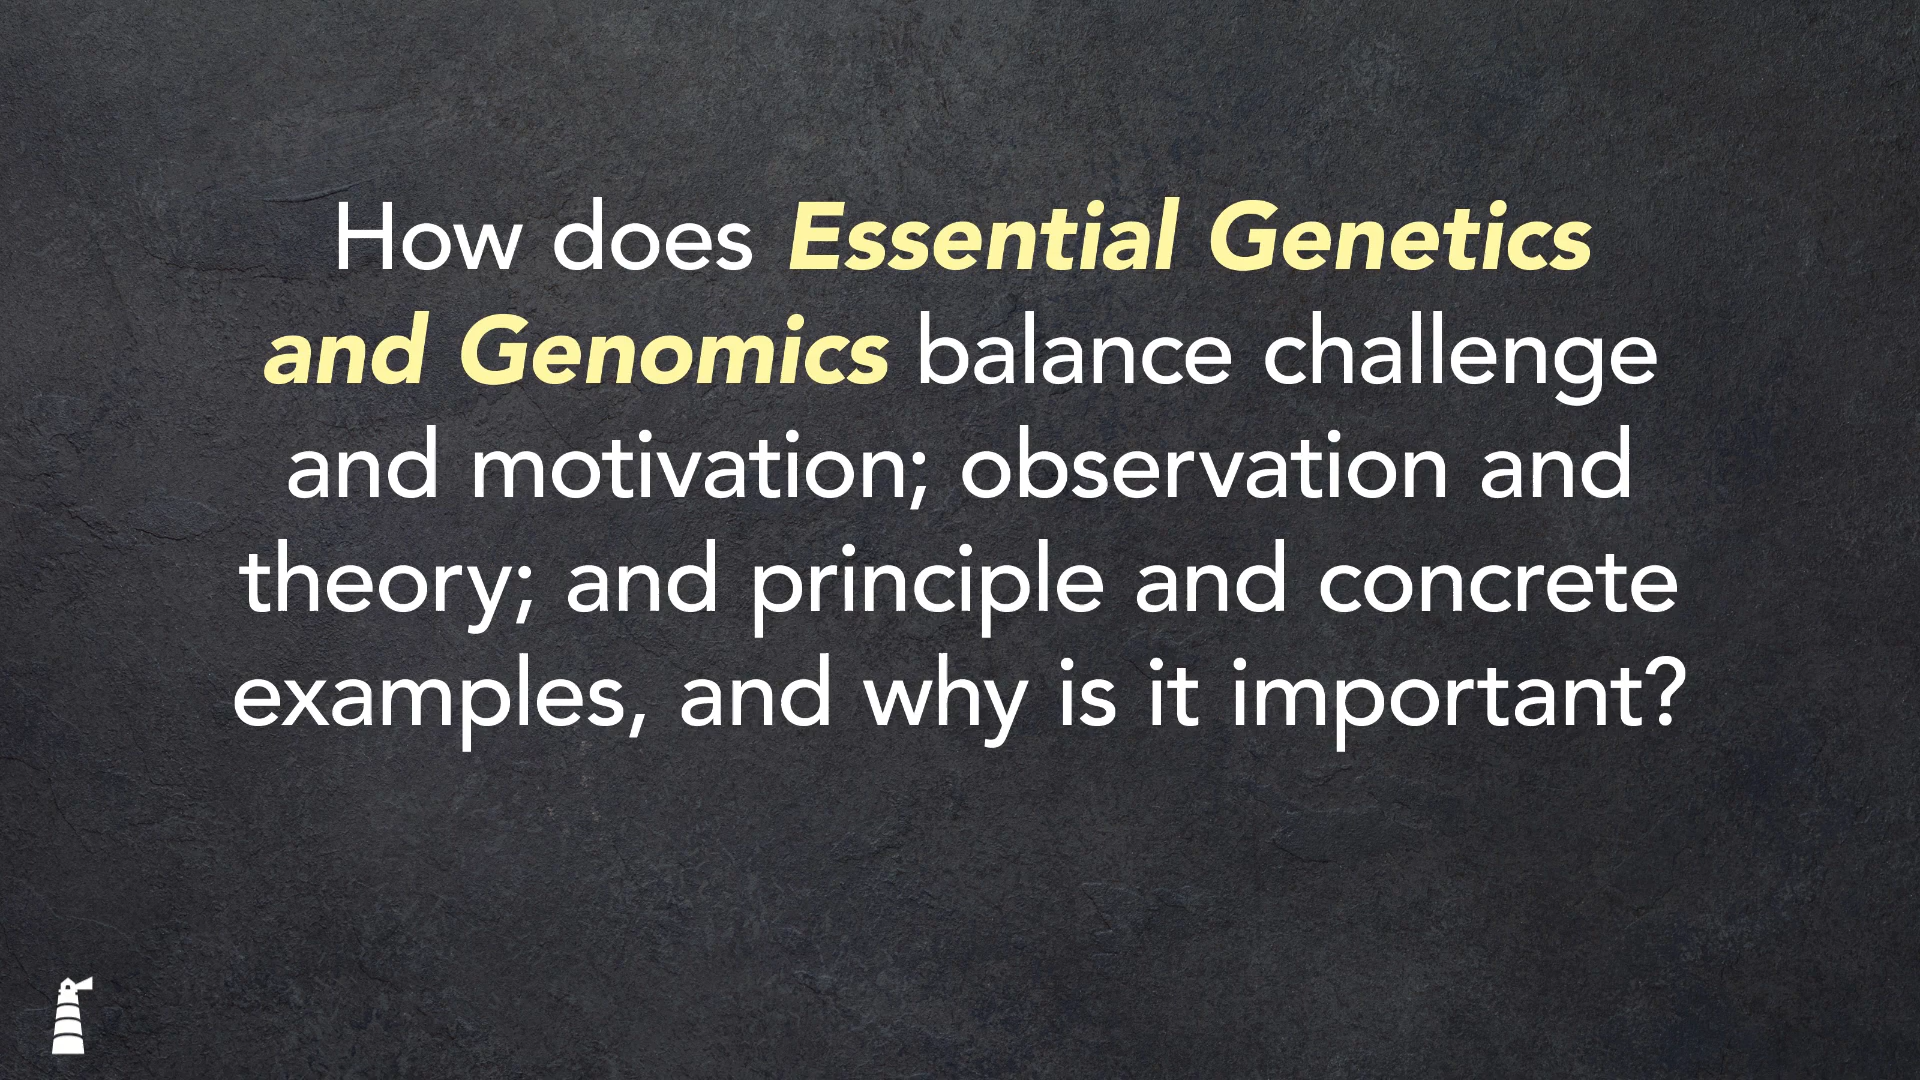 How does Essential Genetics
and Genomics balance challenge
and motivation; observation and
theory; and principle and concrete
examples, and why is it important?